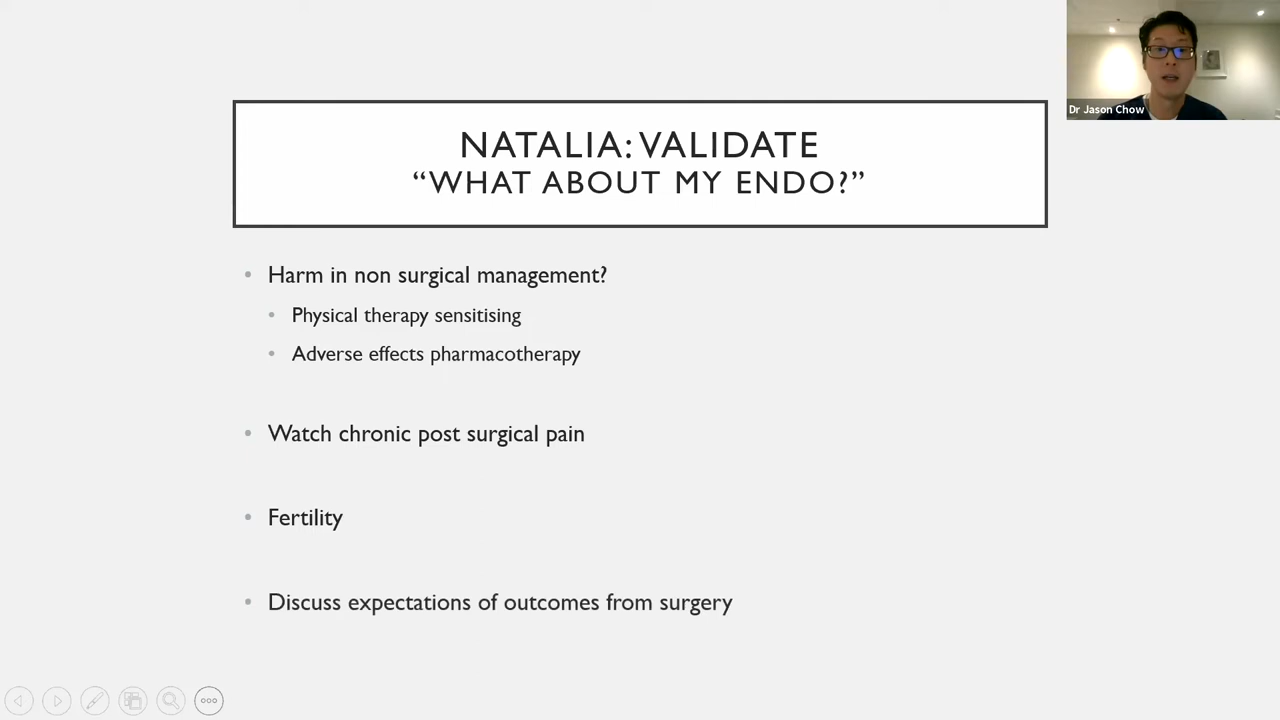 Dr Jason Chow
NATALIA: VALIDATE
“WHAT ABOUT MY ENDO?”
• Harm in non surgical management?
• Physical therapy sensitising
• Adverse effects pharmacotherapy
• Watch chronic post surgical pain
• Fertility
• Discuss expectations of outcomes from surgery